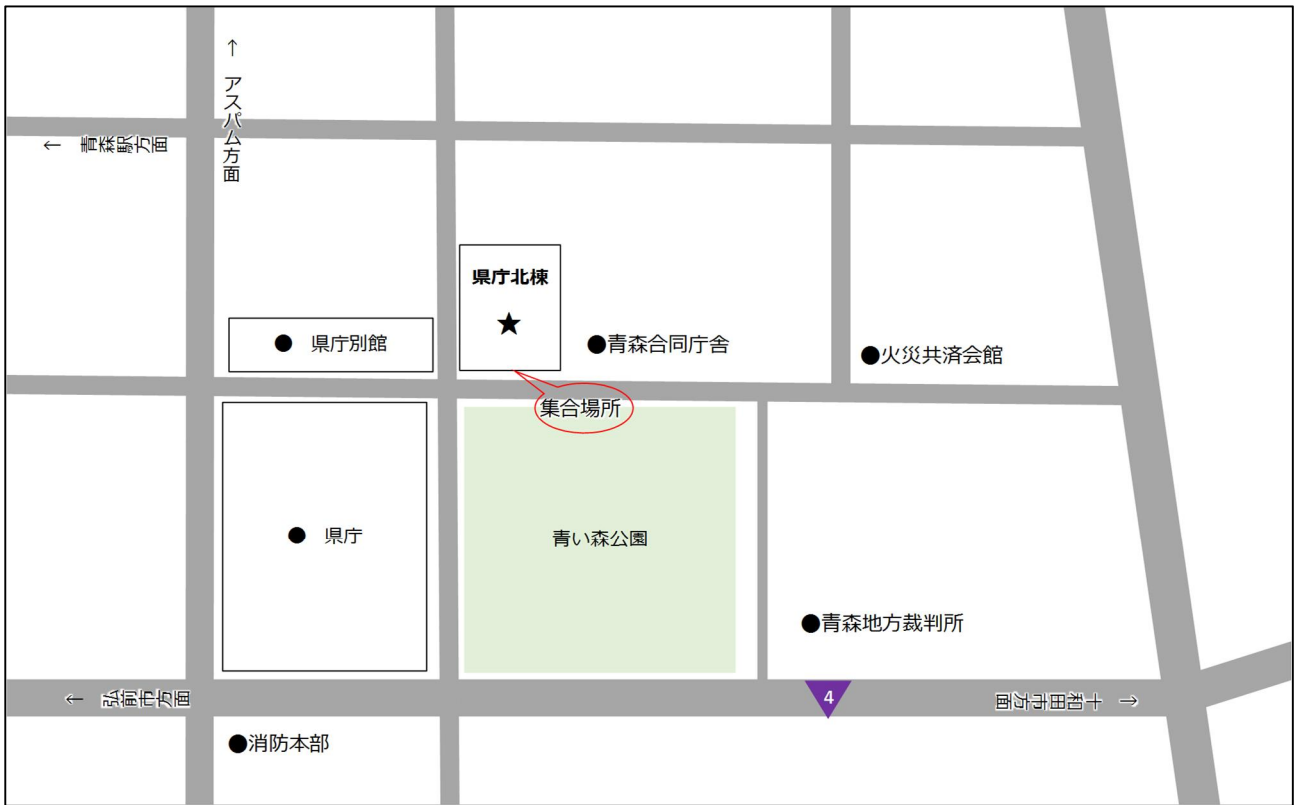 ↑ アスパム方面
← 青森駅方面
県庁北棟
★
● 県庁別館
●青森合同庁舎
●火災共済会館
集合場所
● 県庁
青い森公園
●青森地方裁判所
← 弘前市方面
4
十和田市方面 →
●消防本部